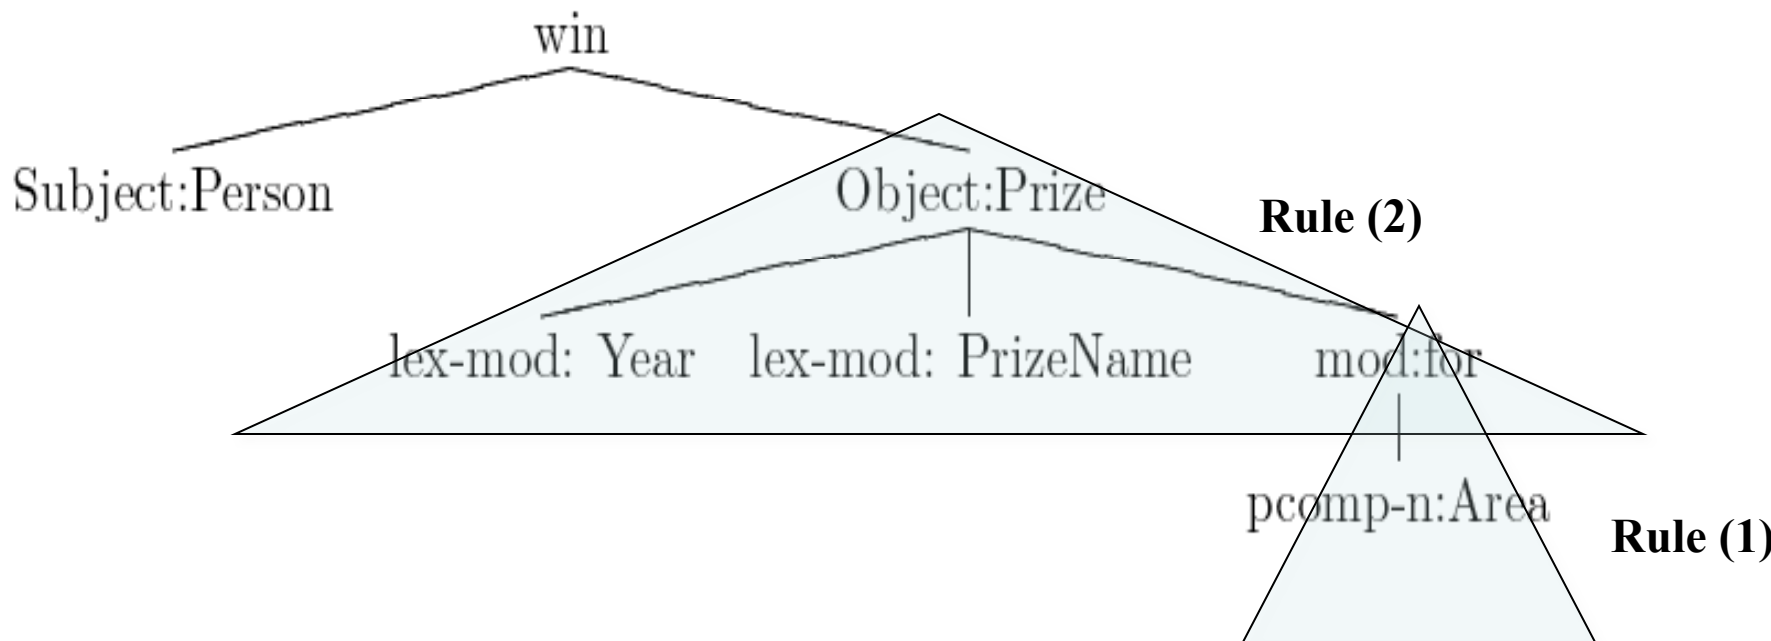 win
Subject:Person Object:Prize
Rule (2)
lex-mod: Year lex-mod: PrizeName mod:for
pcomp-n:Area
Rule (1)